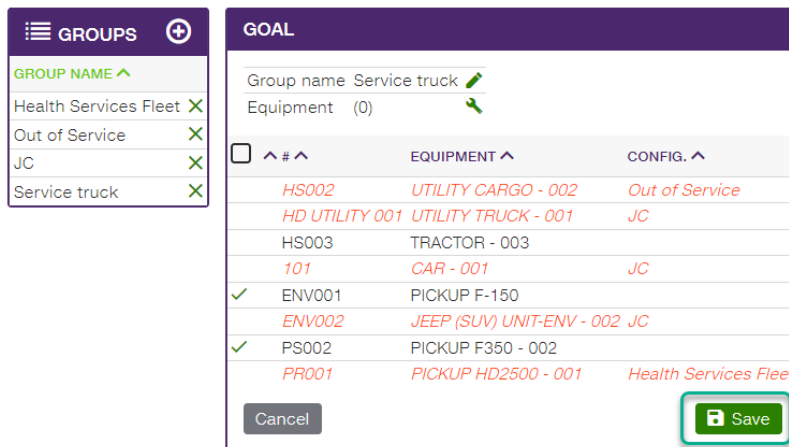 GROUPS
GROUP NAME
Health Services Fleet
Out of Service
JC
Service truck
GOAL
Group name Service truck
Equipment (0)
# EQUIPMENT CONFIG.
HS002 UTILITY CARGO - 002 Out of Service
HD UTILITY 001 UTILITY TRUCK - 001 JC
HS003 TRACTOR - 003
101 CAR - 001 JC
ENV001 PICKUP F-150
ENV002 JEEP (SUV) UNIT-ENV - 002 JC
PS002 PICKUP F350 - 002
PR001 PICKUP HD2500 - 001 Health Services Flee
Cancel Save